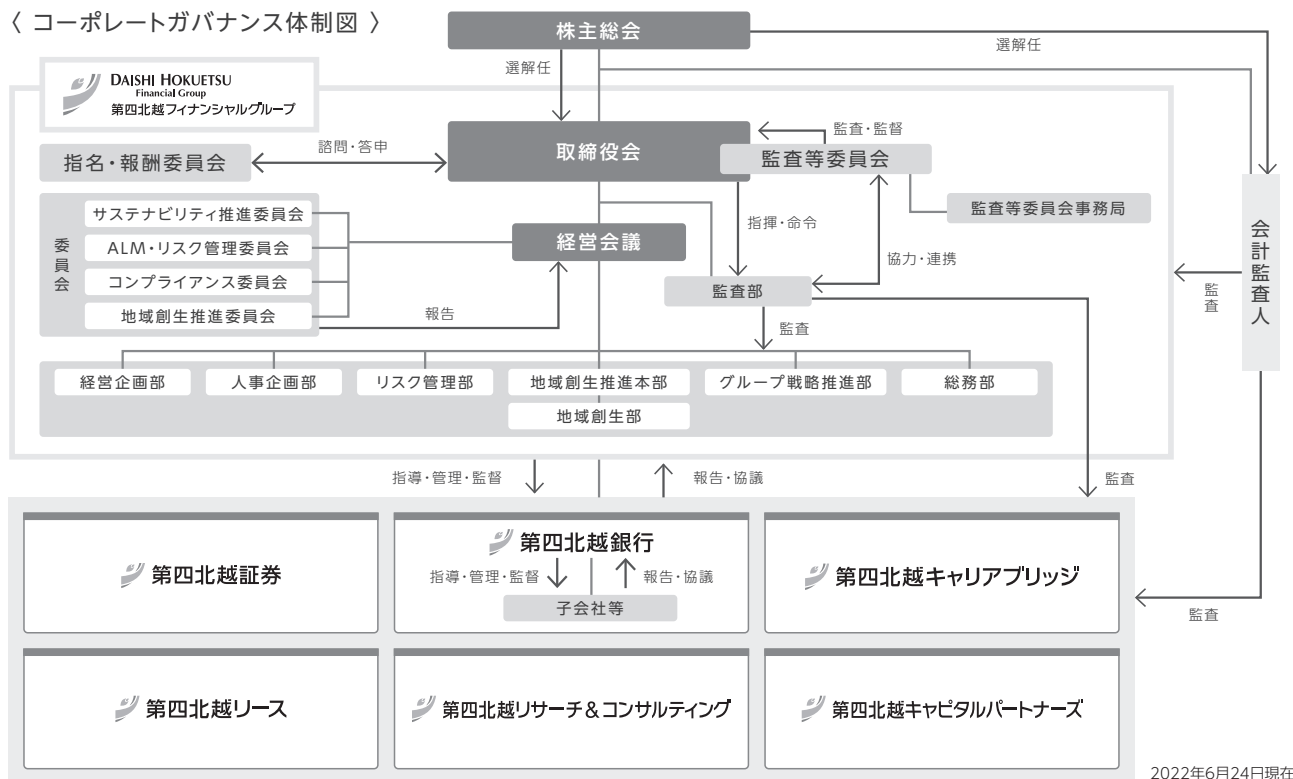 〈 コーポレートガバナンス体制図 〉
株主総会
選解任
選解任
DAISHI HOKUETSU
Financial Group
第四北越フィナンシャルグループ
指名・報酬委員会
諮問・答申
取締役会
監査・監督
監査等委員会
監査等委員会事務局
会計監査人
委員会
サステナビリティ推進委員会
ALM・リスク管理委員会
コンプライアンス委員会
地域創生推進委員会
経営会議
報告
指揮・命令
協力・連携
監査部
監査
監査
経営企画部
人事企画部
リスク管理部
地域創生推進本部
地域創生部
グループ戦略推進部
総務部
指導・管理・監督
報告・協議
監査
第四北越証券
第四北越銀行
指導・管理・監督
報告・協議
子会社等
第四北越キャリアブリッジ
監査
第四北越リース
第四北越リサーチ&コンサルティング
第四北越キャピタルパートナーズ
2022年6月24日現在